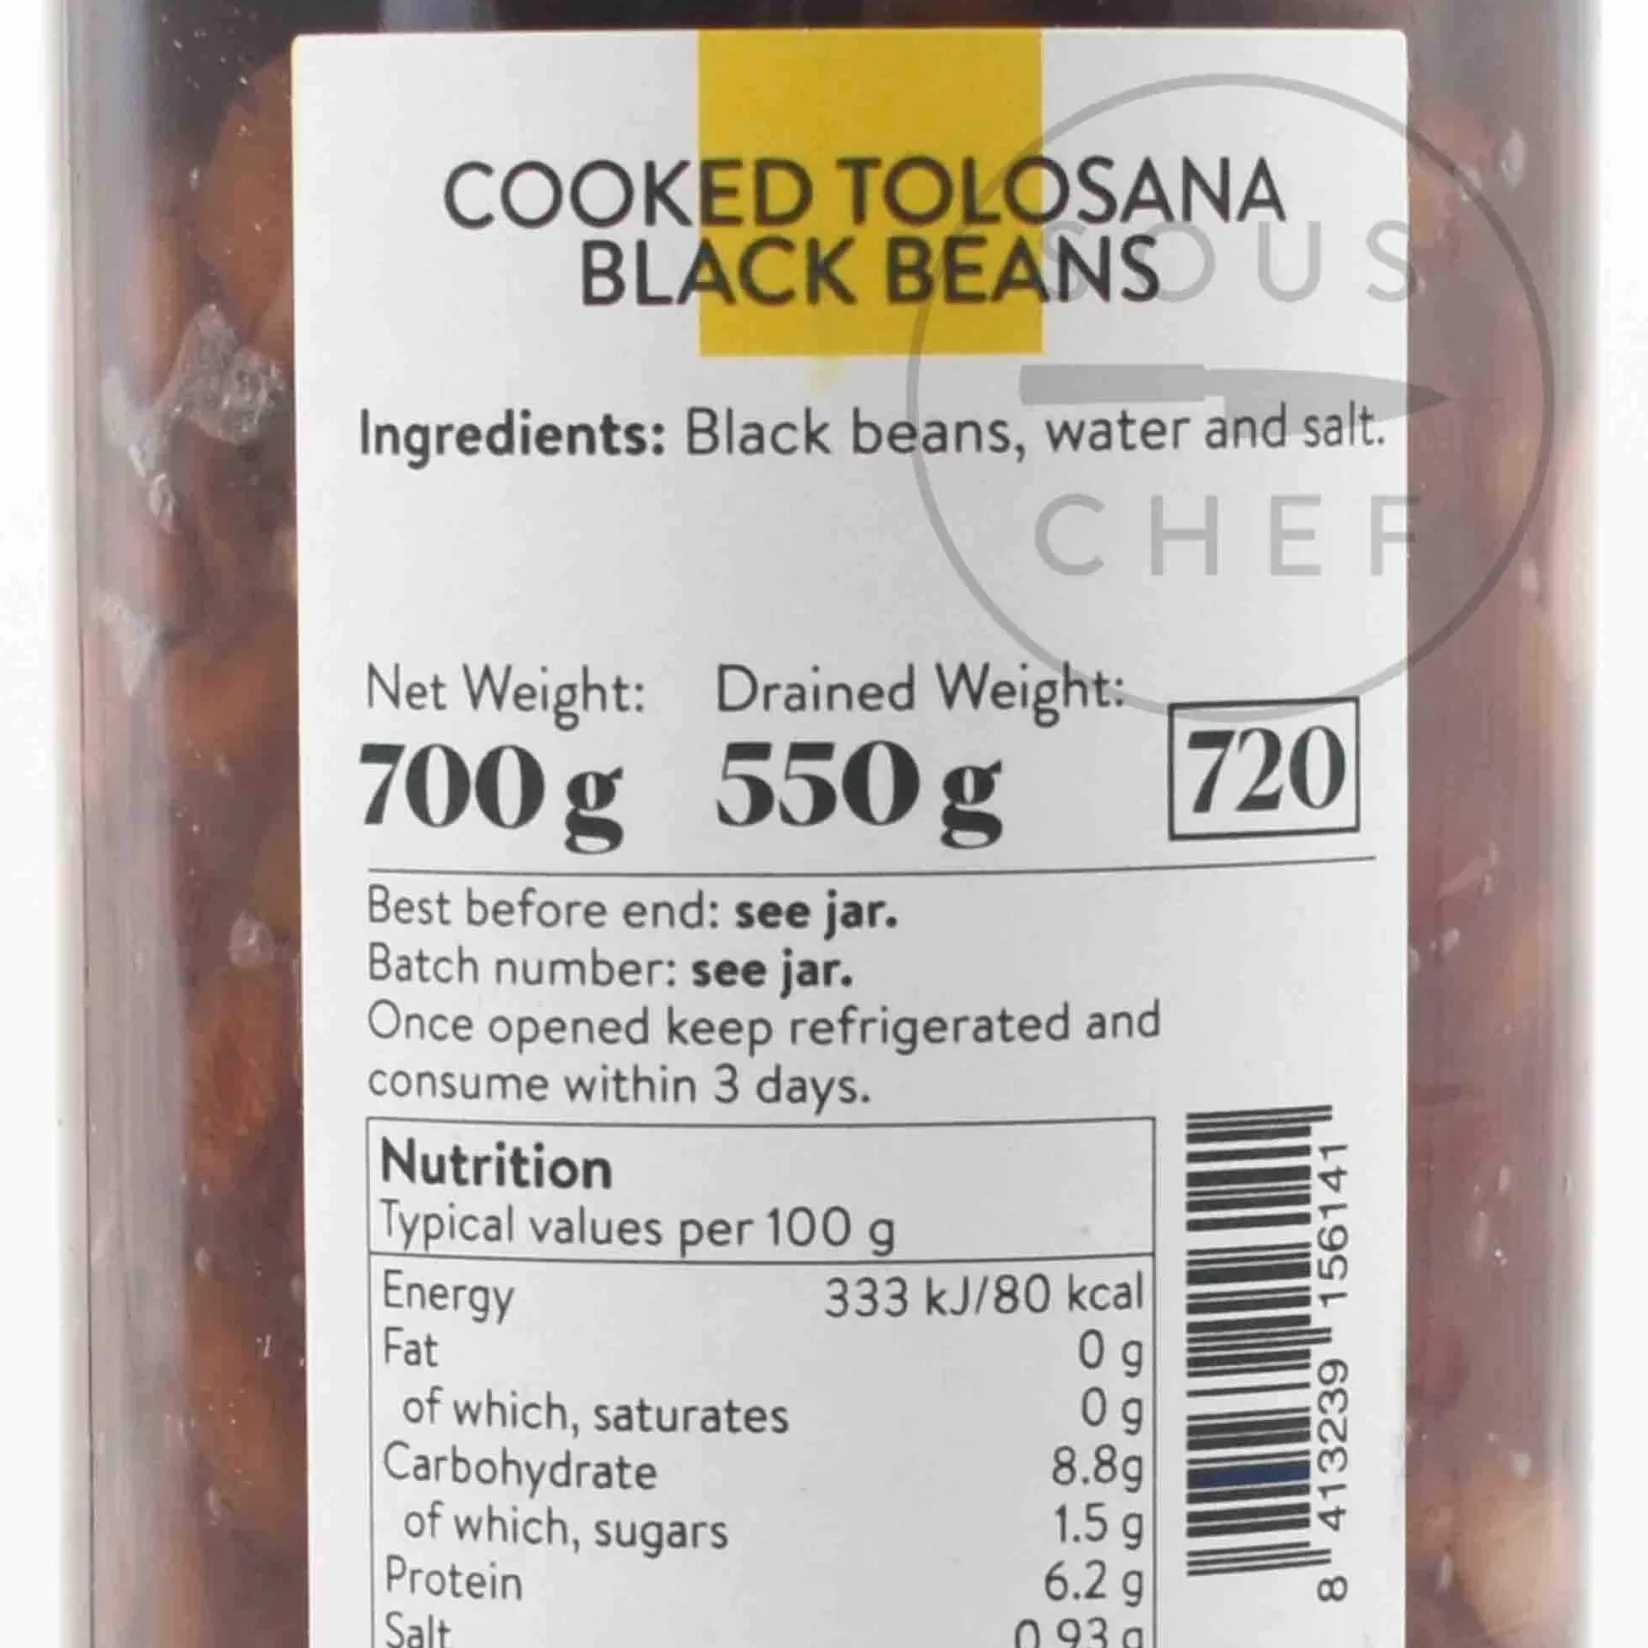 COOKED TOLOSANA
BLACK BEANS
SOUS
CHEF
Ingredients: Black beans, water and salt.
Net Weight: Drained Weight:
700 g 550 g 720
Best before end: see jar.
Batch number: see jar.
Once opened keep refrigerated and
consume within 3 days.
Nutrition
Typical values per 100 g
Energy 333 kJ/80 kcal
Fat 0 g
of which, saturates 0 g
Carbohydrate 8.8g
of which, sugars 1.5 g
Protein 6.2 g
Salt 0.93 g
8 413239 156141